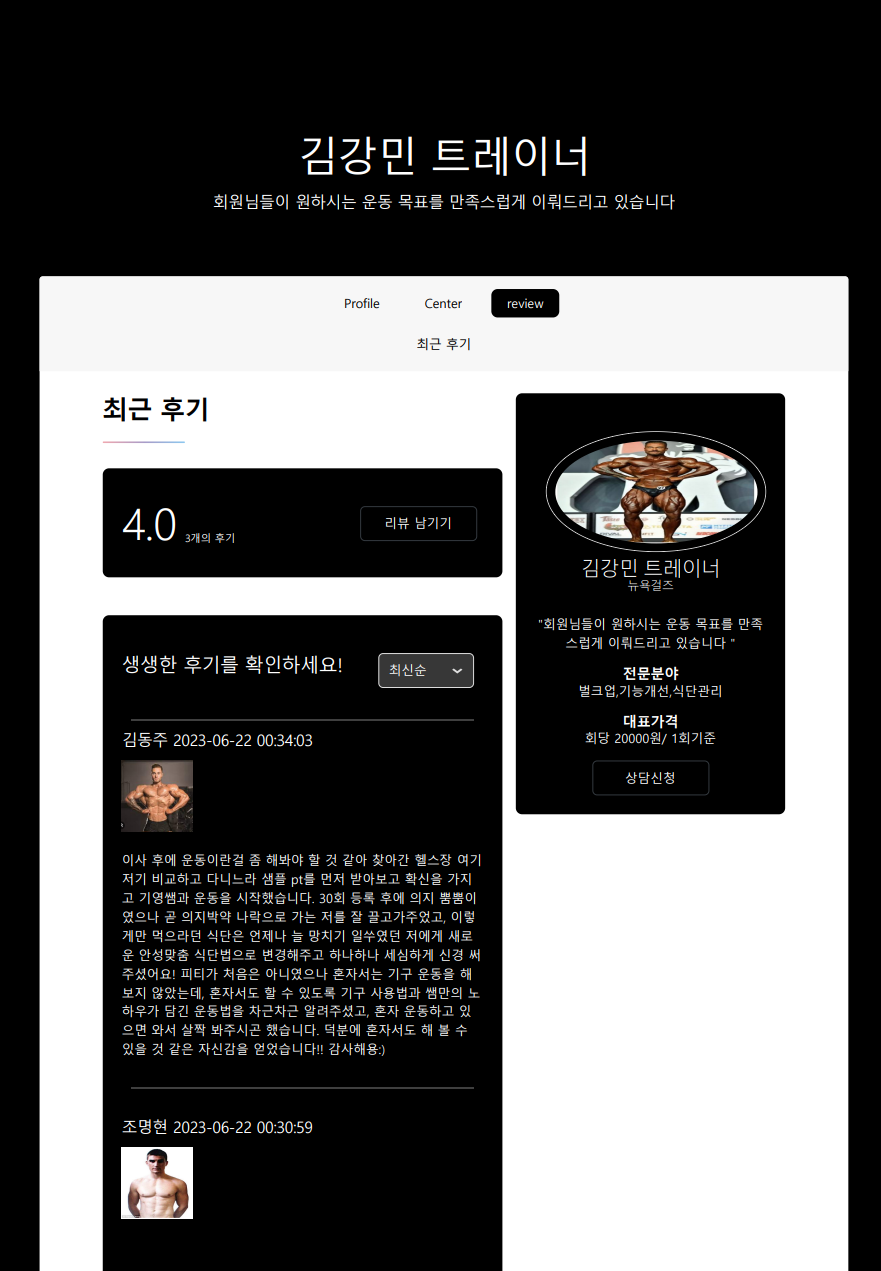 김강민 트레이너
회원님들이 원하시는 운동 목표를 만족스럽게 이뤄드리고 있습니다
Profile
Center
review
최근 후기
최근 후기
4.0
3개의 후기
리뷰 남기기
생생한 후기를 확인하세요!
최신순
김동주 2023-06-22 00:34:03
이사 후에 운동이란걸 좀 해봐야 할 것 같아 찾아간 헬스장 여기
저기 비교하고 다니느라 샘플 pt를 먼저 받아보고 확신을 가지
고 기영쌤과 운동을 시작했습니다. 30회 등록 후에 의지 뿜뿜이
였으나 곧 의지박약 나락으로 가는 저를 잘 끌고가주었고, 이렇
게만 먹으라던 식단은 언제나 늘 망치기 일쑤였던 저에게 새로
운 안성맞춤 식단법으로 변경해주고 하나하나 세심하게 신경 써
주셨어요! 피티가 처음은 아니였으나 혼자서는 기구 운동을 해
보지 않았는데, 혼자서도 할 수 있도록 기구 사용법과 쌤만의 노
하우가 담긴 운동법을 차근차근 알려주셨고, 혼자 운동하고 있
으면 와서 살짝 봐주시곤 했습니다. 덕분에 혼자서도 해 볼 수
있을 것 같은 자신감을 얻었습니다!! 감사해용:)
조명현 2023-06-22 00:30:59
김강민 트레이너
뉴욕걸즈
"회원님들이 원하시는 운동 목표를 만족
스럽게 이뤄드리고 있습니다 "
전문분야
벌크업,기능개선,식단관리
대표가격
회당 20000원/ 1회기준
상담신청